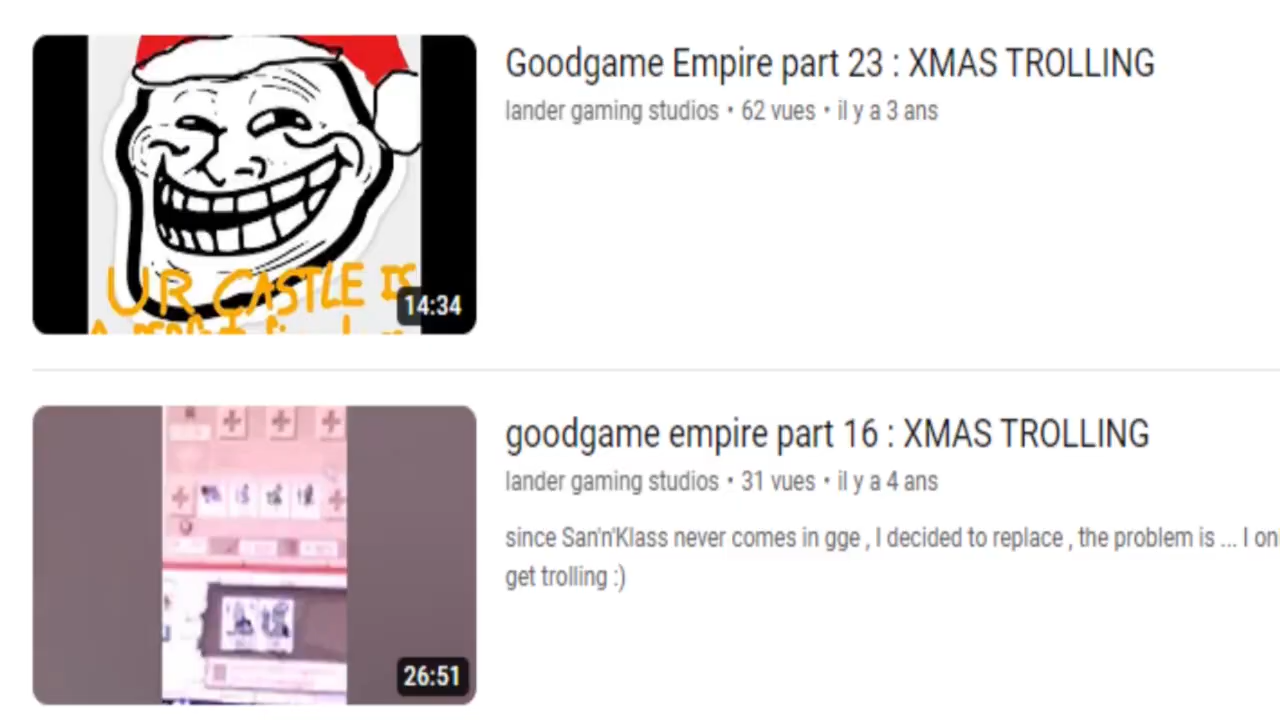 Goodgame Empire part 23 : XMAS TROLLING
lander gaming studios • 62 vues • il y a 3 ans
UR CASTLE IS
A
14:34
goodgame empire part 16 : XMAS TROLLING
lander gaming studios • 31 vues • il y a 4 ans
since San'n'Klass never comes in gge , I decided to replace , the problem is ... I on
get trolling :)
26:51